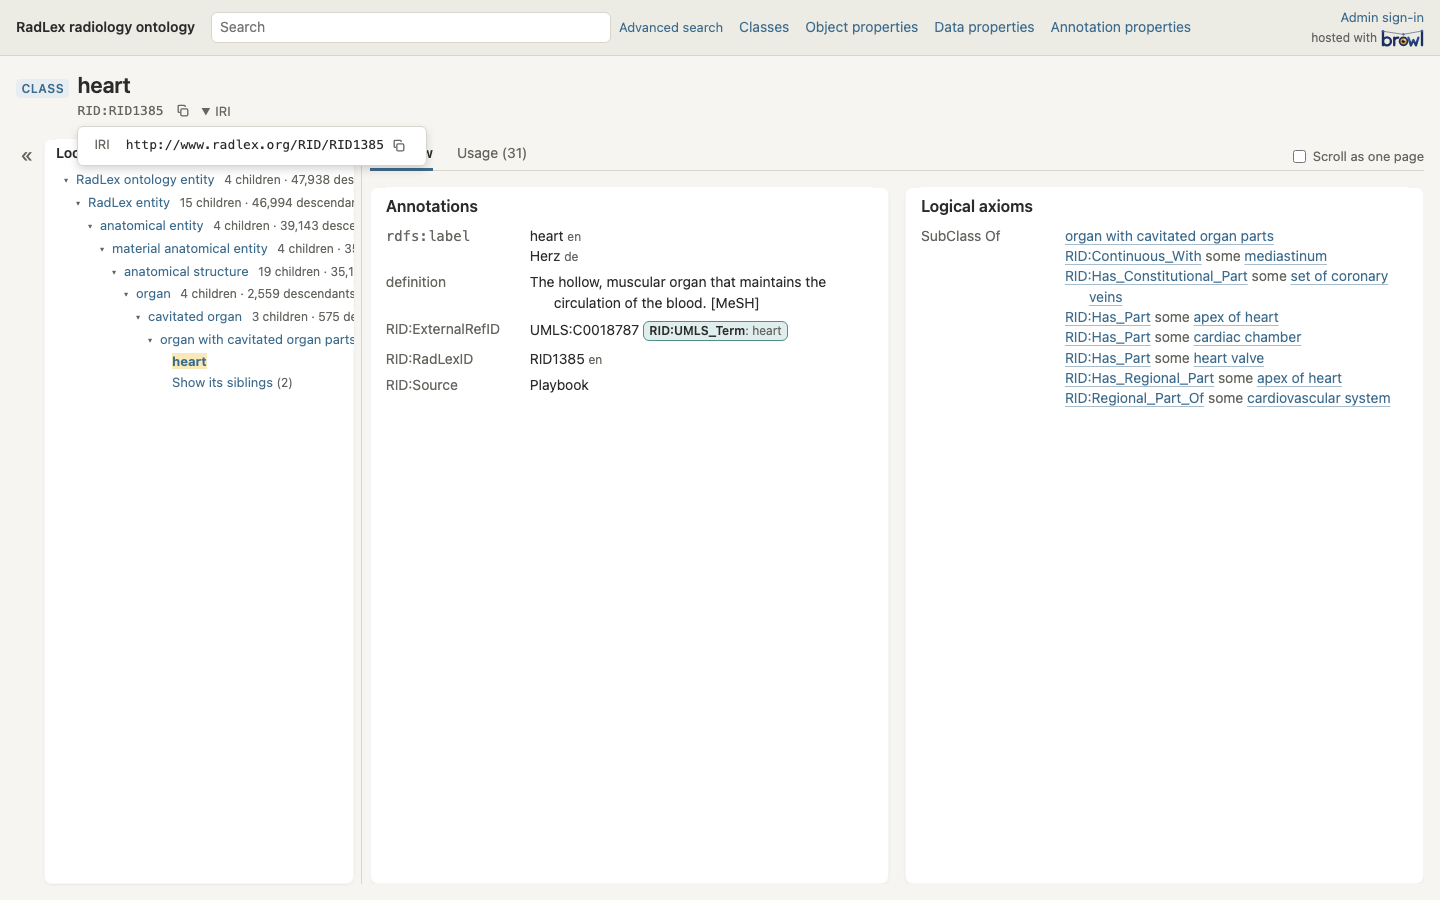 RadLex radiology ontology
Search
Advanced search
Classes
Object properties
Data properties
Annotation properties
Admin sign-in
hosted with browl
CLASS
heart
RID:RID1385
▼ IRI
IRI http://www.radlex.org/RID/RID1385
Usage (31)
Scroll as one page
«
RadLex ontology entity 4 children · 47,938
RadLex entity 15 children · 46,994
anatomical entity 4 children · 39,143
material anatomical entity 4 children
anatomical structure 19 children
organ 4 children · 2,559 descendants
cavitated organ 3 children · 575
organ with cavitated organ parts
heart
Show its siblings (2)
Annotations
rdfs:label heart en
Herz de
definition The hollow, muscular organ that maintains the
circulation of the blood. [MeSH]
RID:ExternalRefID UMLS:C0018787 RID:UMLS_Term: heart
RID:RadLexID RID1385 en
RID:Source Playbook
Logical axioms
SubClass Of organ with cavitated organ parts
RID:Continuous_With some mediastinum
RID:Has_Constitutional_Part some set of coronary
veins
RID:Has_Part some apex of heart
RID:Has_Part some cardiac chamber
RID:Has_Part some heart valve
RID:Has_Regional_Part some apex of heart
RID:Regional_Part_Of some cardiovascular system